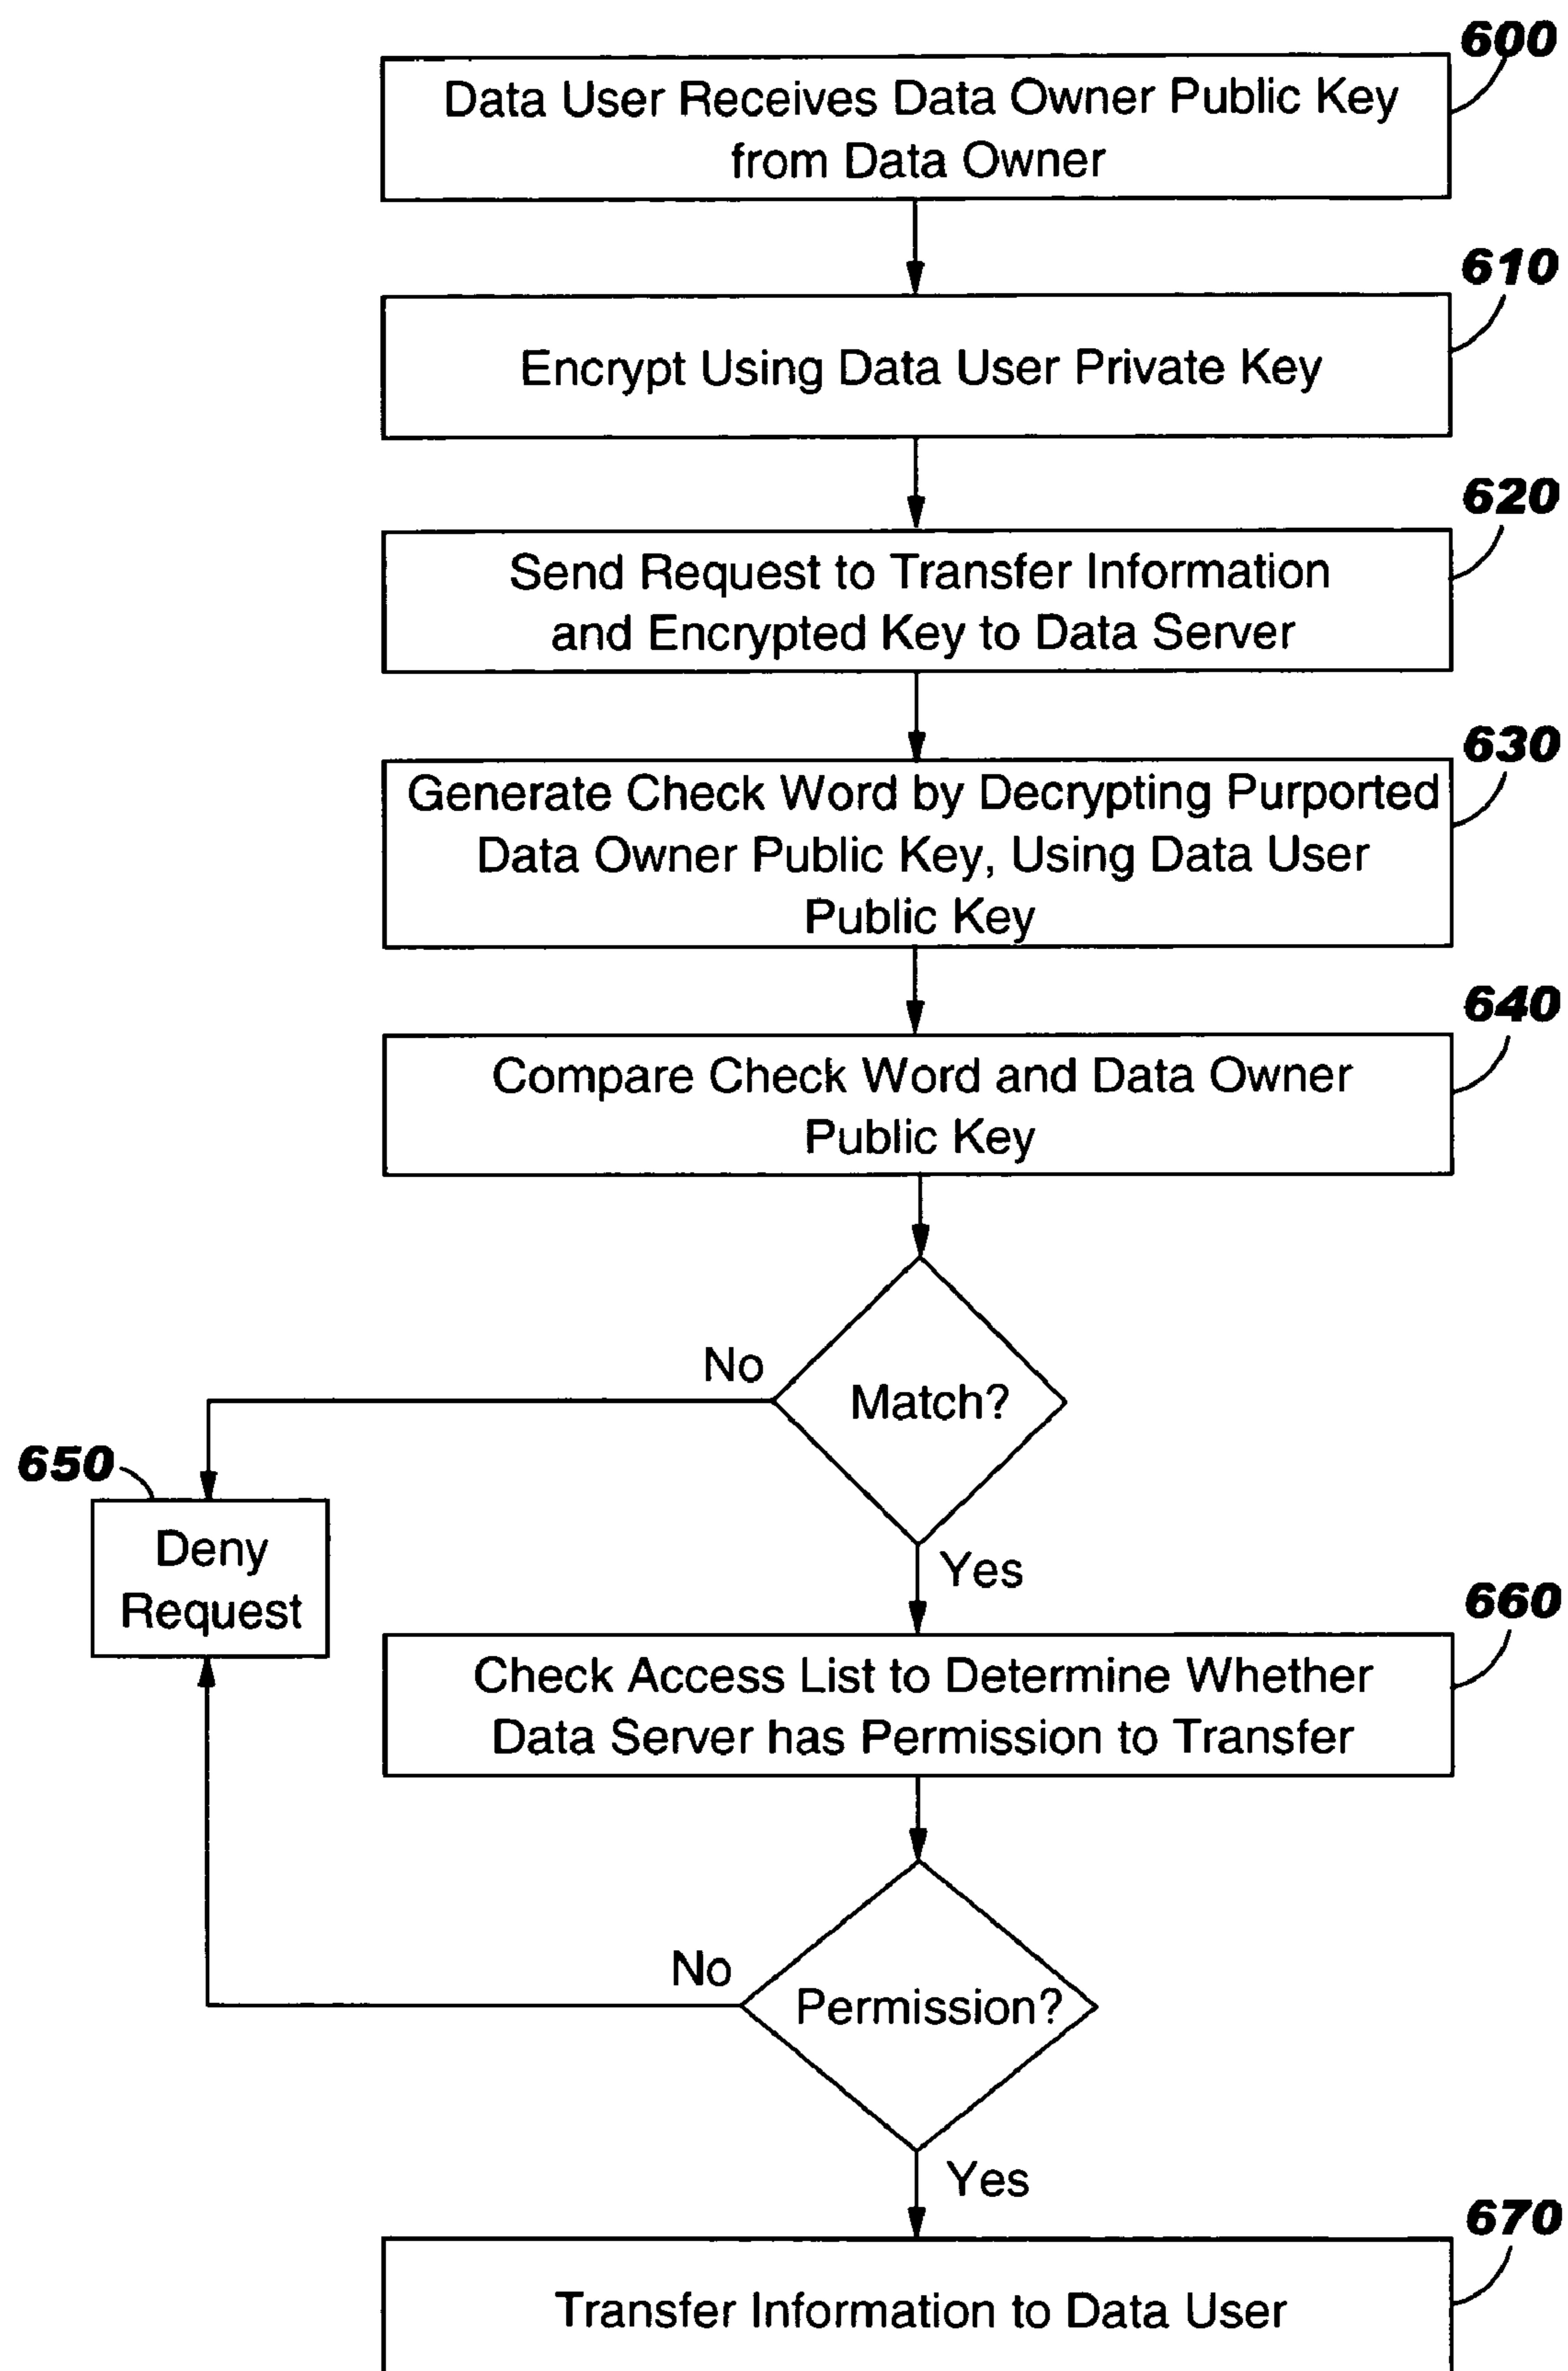 600
Data User Receives Data Owner Public Key
from Data Owner
610
Encrypt Using Data User Private Key
620
Send Request to Transfer Information
and Encrypted Key to Data Server
630
Generate Check Word by Decrypting Purported
Data Owner Public Key, Using Data User
Public Key
640
Compare Check Word and Data Owner
Public Key
No
Match?
650
Deny
Request
Yes
660
Check Access List to Determine Whether
Data Server has Permission to Transfer
No
Permission?
Yes
670
Transfer Information to Data User